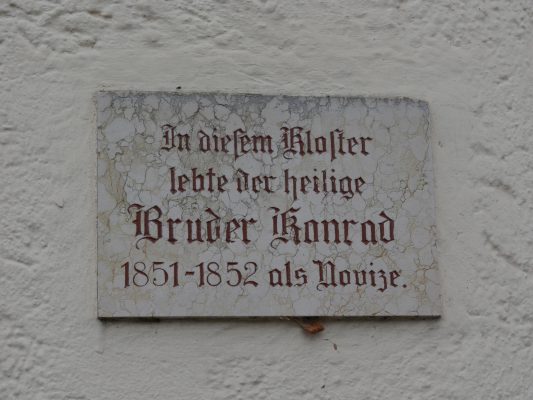 In dieſem Kloſter
lebte der heilige
Bruder Konrad
1851-1852 als Novize.